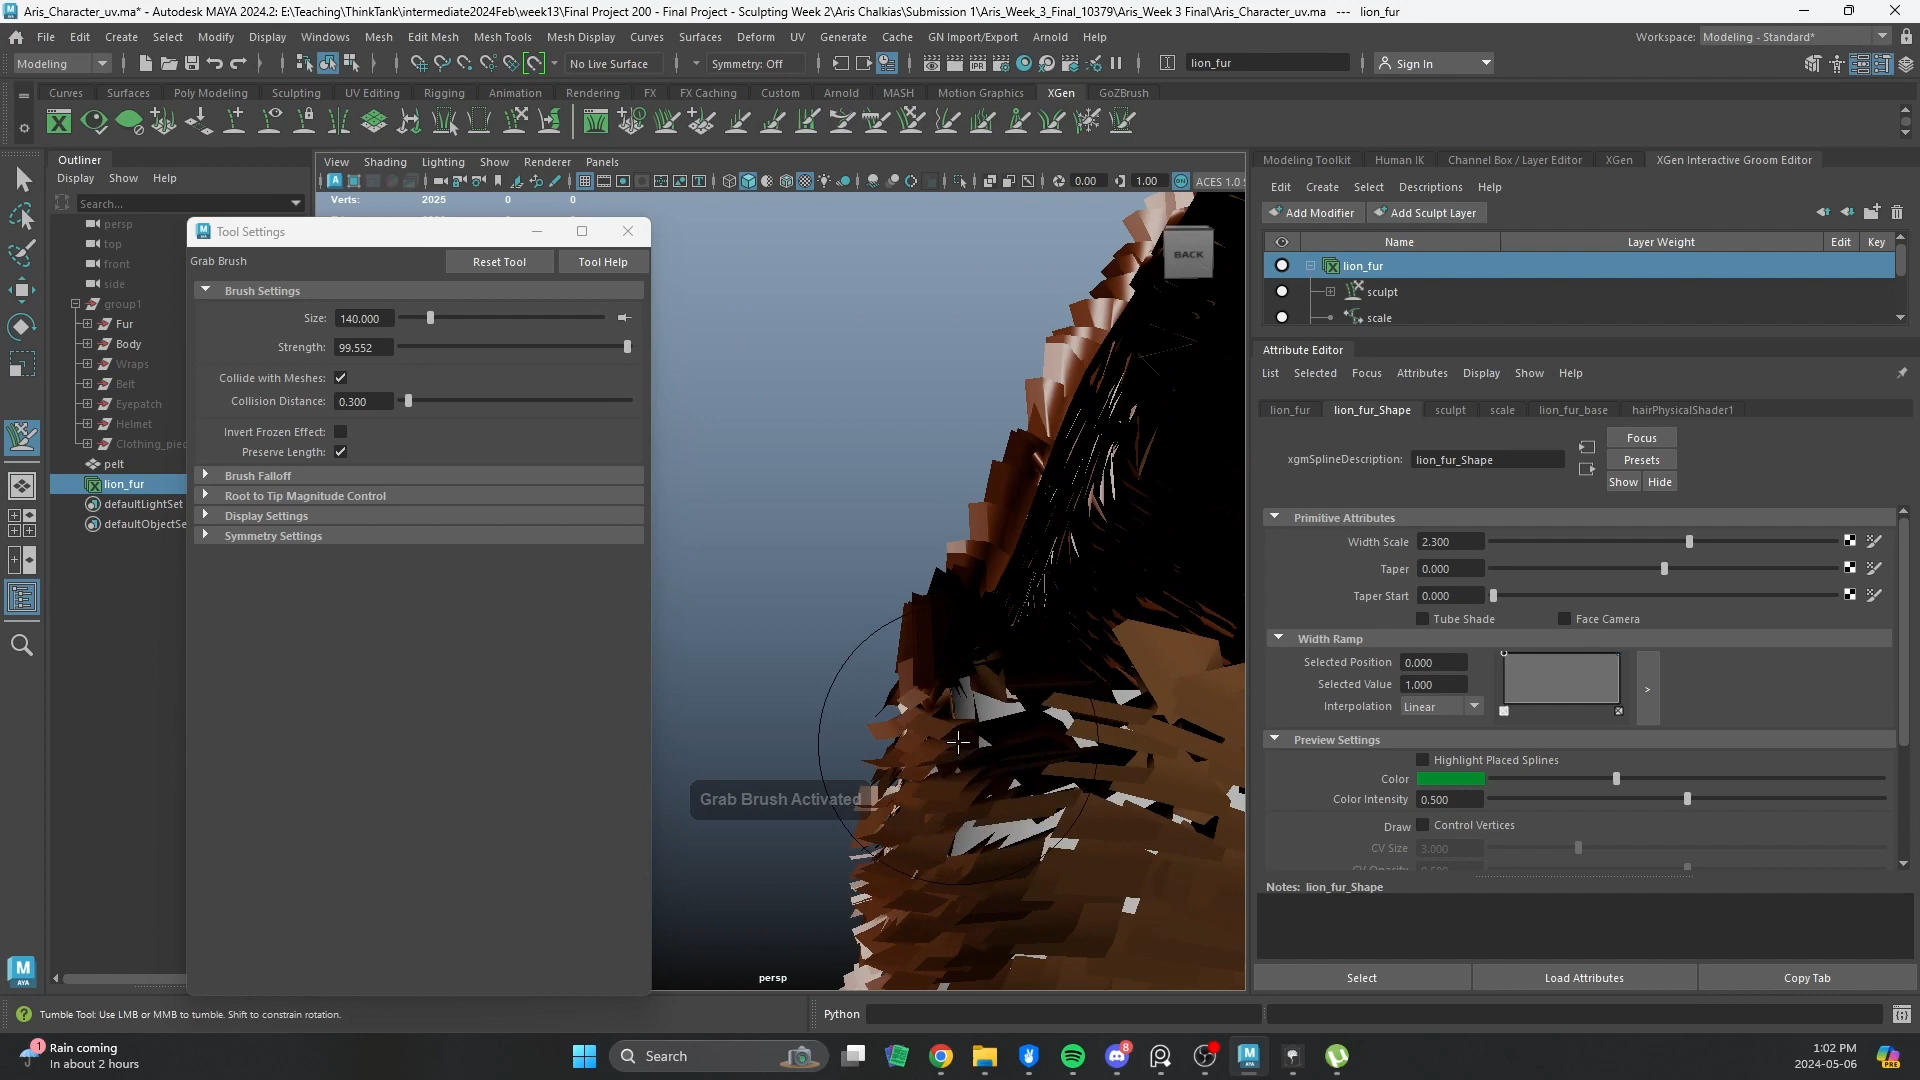 Aris_Character_uv.ma* - Autodesk MAYA 2024.2: E:\Teaching\ThinkTank\intermediate2024Feb\week13\Final Project 200 - Final Project - Sculpting Week 2\Aris Chalkias\Submission 1\Aris_Week_3_Final_10379\Aris_Week 3 Final\Aris_Character_uv.ma --- lion_fur
File Edit Create Select Modify Display Windows Mesh Edit Mesh Mesh Tools Mesh Display Curves Surfaces Deform UV Generate Cache GN Import/Export Arnold Help Workspace: Modeling - Standard*
Modeling No Live Surface Symmetry: Off lion_fur Sign In
Curves Surfaces Poly Modeling Sculpting UV Editing Rigging Animation Rendering FX FX Caching Custom Arnold MASH Motion Graphics XGen GoZBrush
Outliner
Display Show Help
Search...
persp
top
front
side
group1
Fur
Body
Wraps
Belt
Eyepatch
Helmet
Clothing_piec
pelt
lion_fur
defaultLightSet
defaultObjectSe
Tool Settings
Grab Brush Reset Tool Tool Help
Brush Settings
Size: 140.000
Strength: 99.552
Collide with Meshes:
Collision Distance: 0.300
Invert Frozen Effect:
Preserve Length:
Brush Falloff
Root to Tip Magnitude Control
Display Settings
Symmetry Settings
View Shading Lighting Show Renderer Panels
0.00 1.00 ACES 1.0
Verts: 2025 0 0
BACK
Grab Brush Activated
persp
Modeling Toolkit Human IK Channel Box / Layer Editor XGen XGen Interactive Groom Editor
Edit Create Select Descriptions Help
Add Modifier Add Sculpt Layer
Name Layer Weight Edit Key
lion_fur
sculpt
scale
Attribute Editor
List Selected Focus Attributes Display Show Help
lion_fur lion_fur_Shape sculpt scale lion_fur_base hairPhysicalShader1
xgmSplineDescription: lion_fur_Shape
Focus
Presets
Show Hide
Primitive Attributes
Width Scale 2.300
Taper 0.000
Taper Start 0.000
Tube Shade Face Camera
Width Ramp
Selected Position 0.000
Selected Value 1.000
Interpolation Linear
>
Preview Settings
Highlight Placed Splines
Color
Color Intensity 0.500
Draw Control Vertices
CV Size 3.000
Notes: lion_fur_Shape
Select Load Attributes Copy Tab
Tumble Tool: Use LMB or MMB to tumble. Shift to constrain rotation.
Python
1
Rain coming
In about 2 hours
Search
8
1:02 PM
2024-05-06